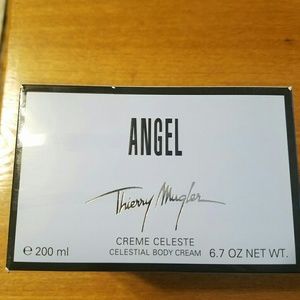 ANGEL
Thierry Mugler
CREME CELESTE
℮ 200 ml CELESTIAL BODY CREAM 6.7 OZ NET WT.